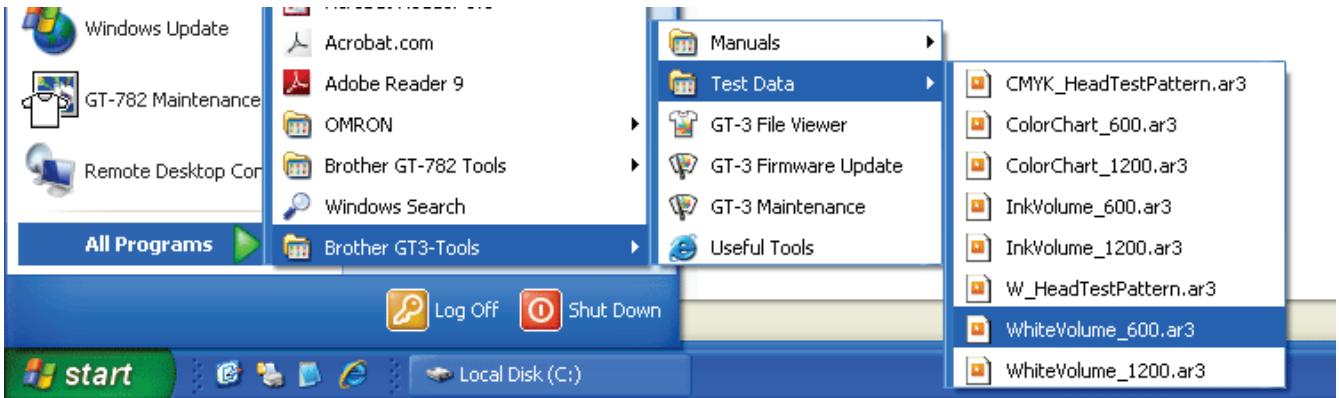 Windows Update
GT-782 Maintenance
Remote Desktop Cor
All Programs
Acrobat.com
Adobe Reader 9
OMRON
Brother GT-782 Tools
Windows Search
Brother GT3-Tools
Manuals
Test Data
GT-3 File Viewer
GT-3 Firmware Update
GT-3 Maintenance
Useful Tools
CMYK_HeadTestPattern.ar3
ColorChart_600.ar3
ColorChart_1200.ar3
InkVolume_600.ar3
InkVolume_1200.ar3
W_HeadTestPattern.ar3
WhiteVolume_600.ar3
WhiteVolume_1200.ar3
Log Off
Shut Down
start
Local Disk (C:)